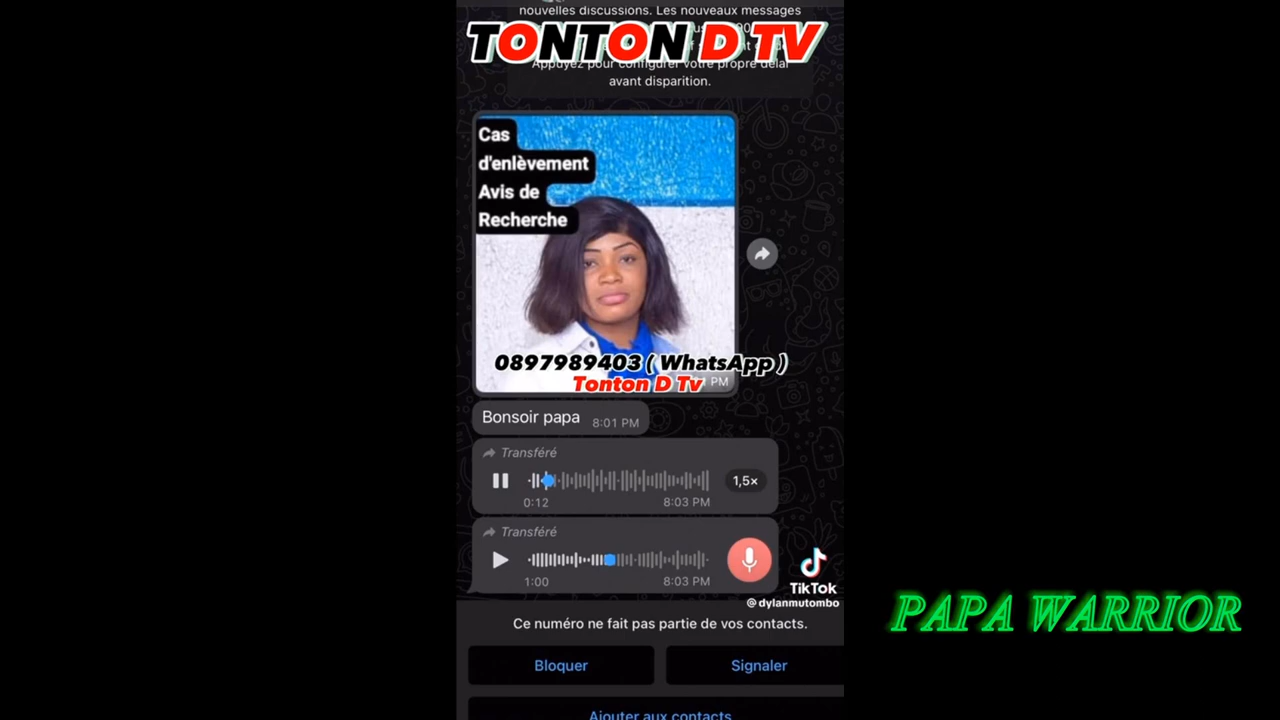 nouvelles discussions. Les nouveaux messages
TONTON D TV
Appuyez pour configurer votre propre délai
avant disparition.
Cas
d'enlèvement
Avis de
Recherche
0897989403 ( WhatsApp )
Tonton D Tv
PM
Bonsoir papa 8:01 PM
Transféré
1,5×
0:12 8:03 PM
Transféré
1:00 8:03 PM
TikTok
@dylanmutombo
PAPA WARRIOR
Ce numéro ne fait pas partie de vos contacts.
Bloquer Signaler
Ajouter aux contacts